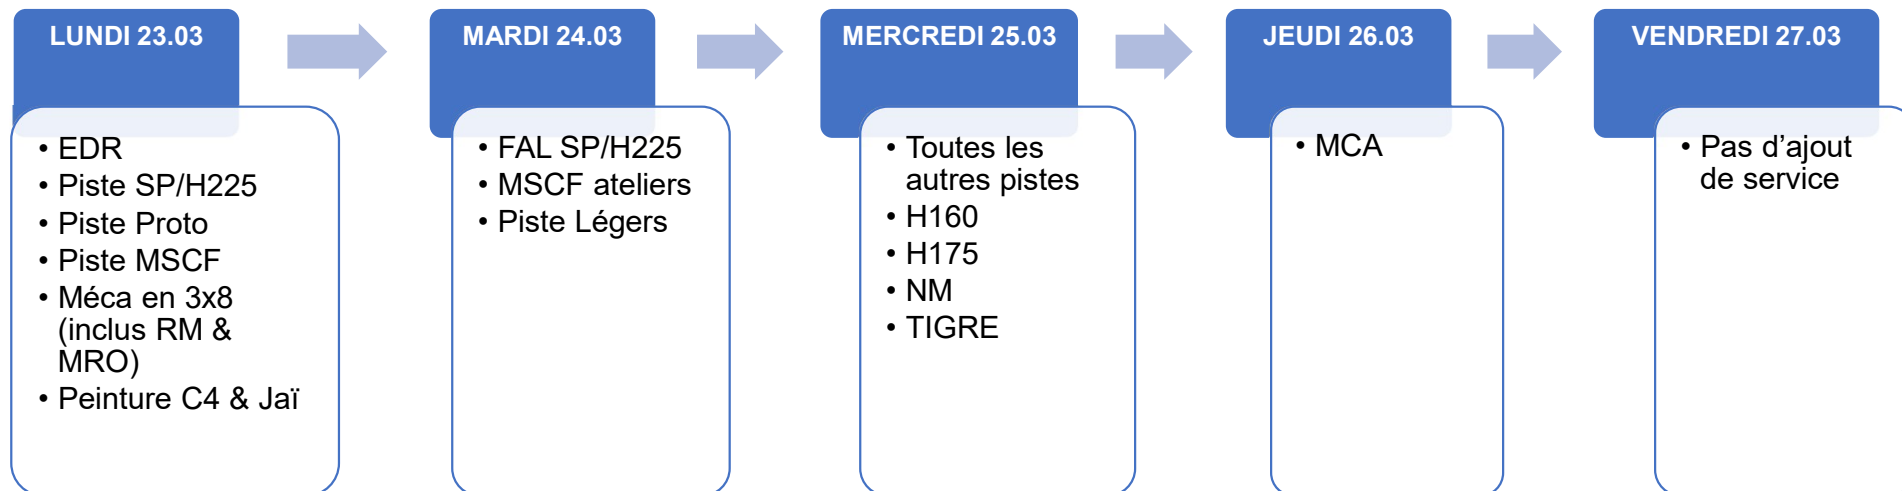 LUNDI 23.03
• EDR
• Piste SP/H225
• Piste Proto
• Piste MSCF
• Méca en 3x8
(inclus RM &
MRO)
• Peinture C4 & Jaï
MARDI 24.03
• FAL SP/H225
• MSCF ateliers
• Piste Légers
MERCREDI 25.03
• Toutes les
autres pistes
• H160
• H175
• NM
• TIGRE
JEUDI 26.03
• MCA
VENDREDI 27.03
• Pas d’ajout
de service